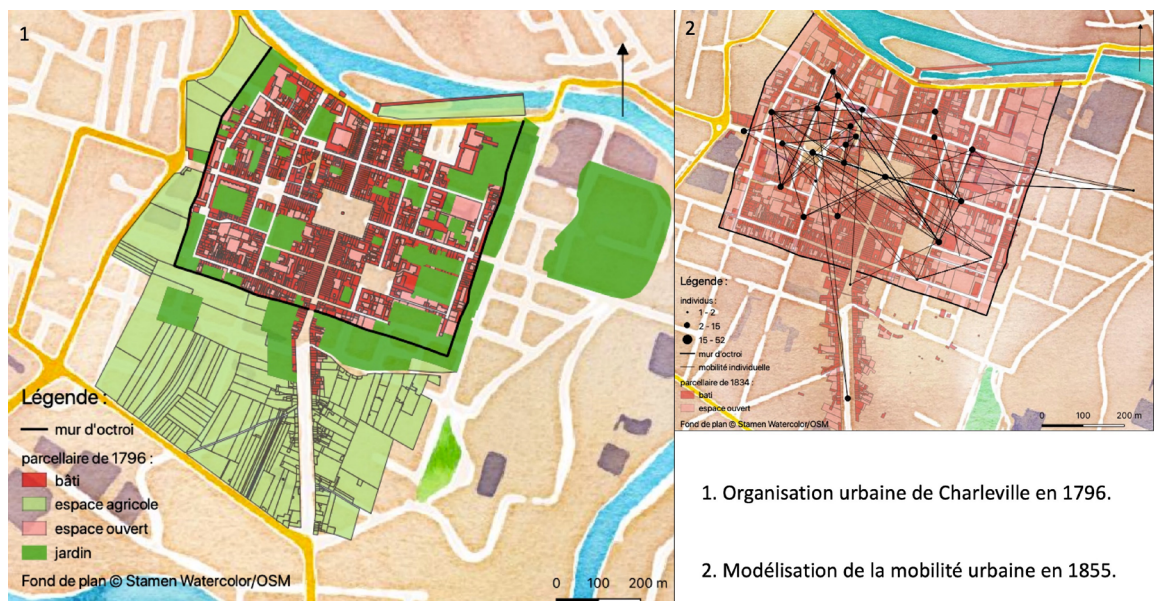 1
Légende :
mur d'octroi
parcellaire de 1796 :
bâti
espace agricole
espace ouvert
jardin
Fond de plan © Stamen Watercolor/OSM
0 100 200 m
2
Légende :
individus :
1 - 2
2 - 15
15 - 52
mur d'octroi
mobilité individuelle
parcellaire de 1834 :
bati
espace ouvert
Fond de plan © Stamen Watercolor/OSM
0 100 200 m
1. Organisation urbaine de Charleville en 1796.
2. Modélisation de la mobilité urbaine en 1855.